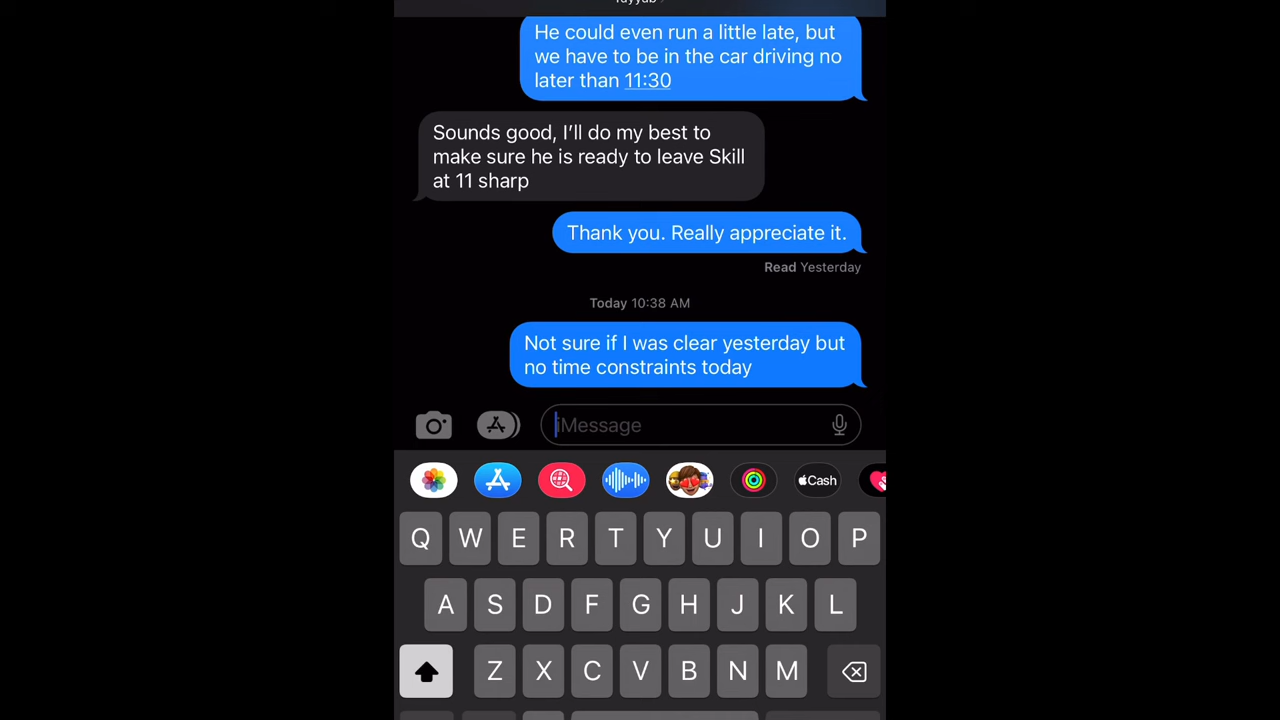 He could even run a little late, but
we have to be in the car driving no
later than 11:30
Sounds good, I’ll do my best to
make sure he is ready to leave Skill
at 11 sharp
Thank you. Really appreciate it.
Read Yesterday
Today 10:38 AM
Not sure if I was clear yesterday but
no time constraints today
iMessage
Cash
Q W E R T Y U I O P
A S D F G H J K L
Z X C V B N M